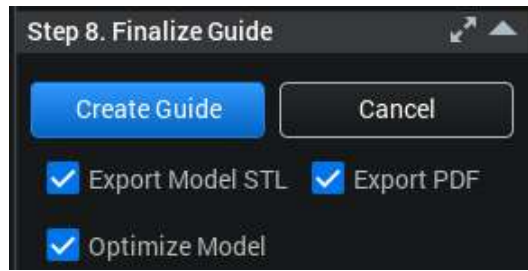 Step 8. Finalize Guide
Create Guide Cancel
Export Model STL Export PDF
Optimize Model